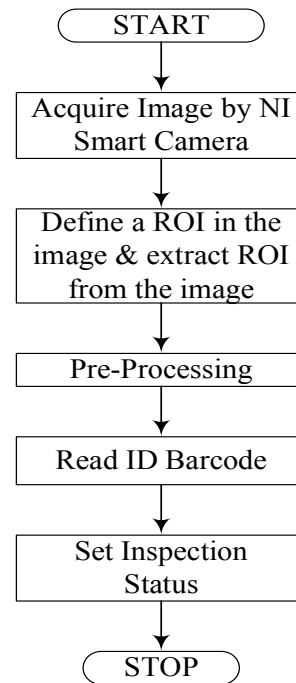 START
Acquire Image by NI
Smart Camera
Define a ROI in the
image & extract ROI
from the image
Pre-Processing
Read ID Barcode
Set Inspection
Status
STOP